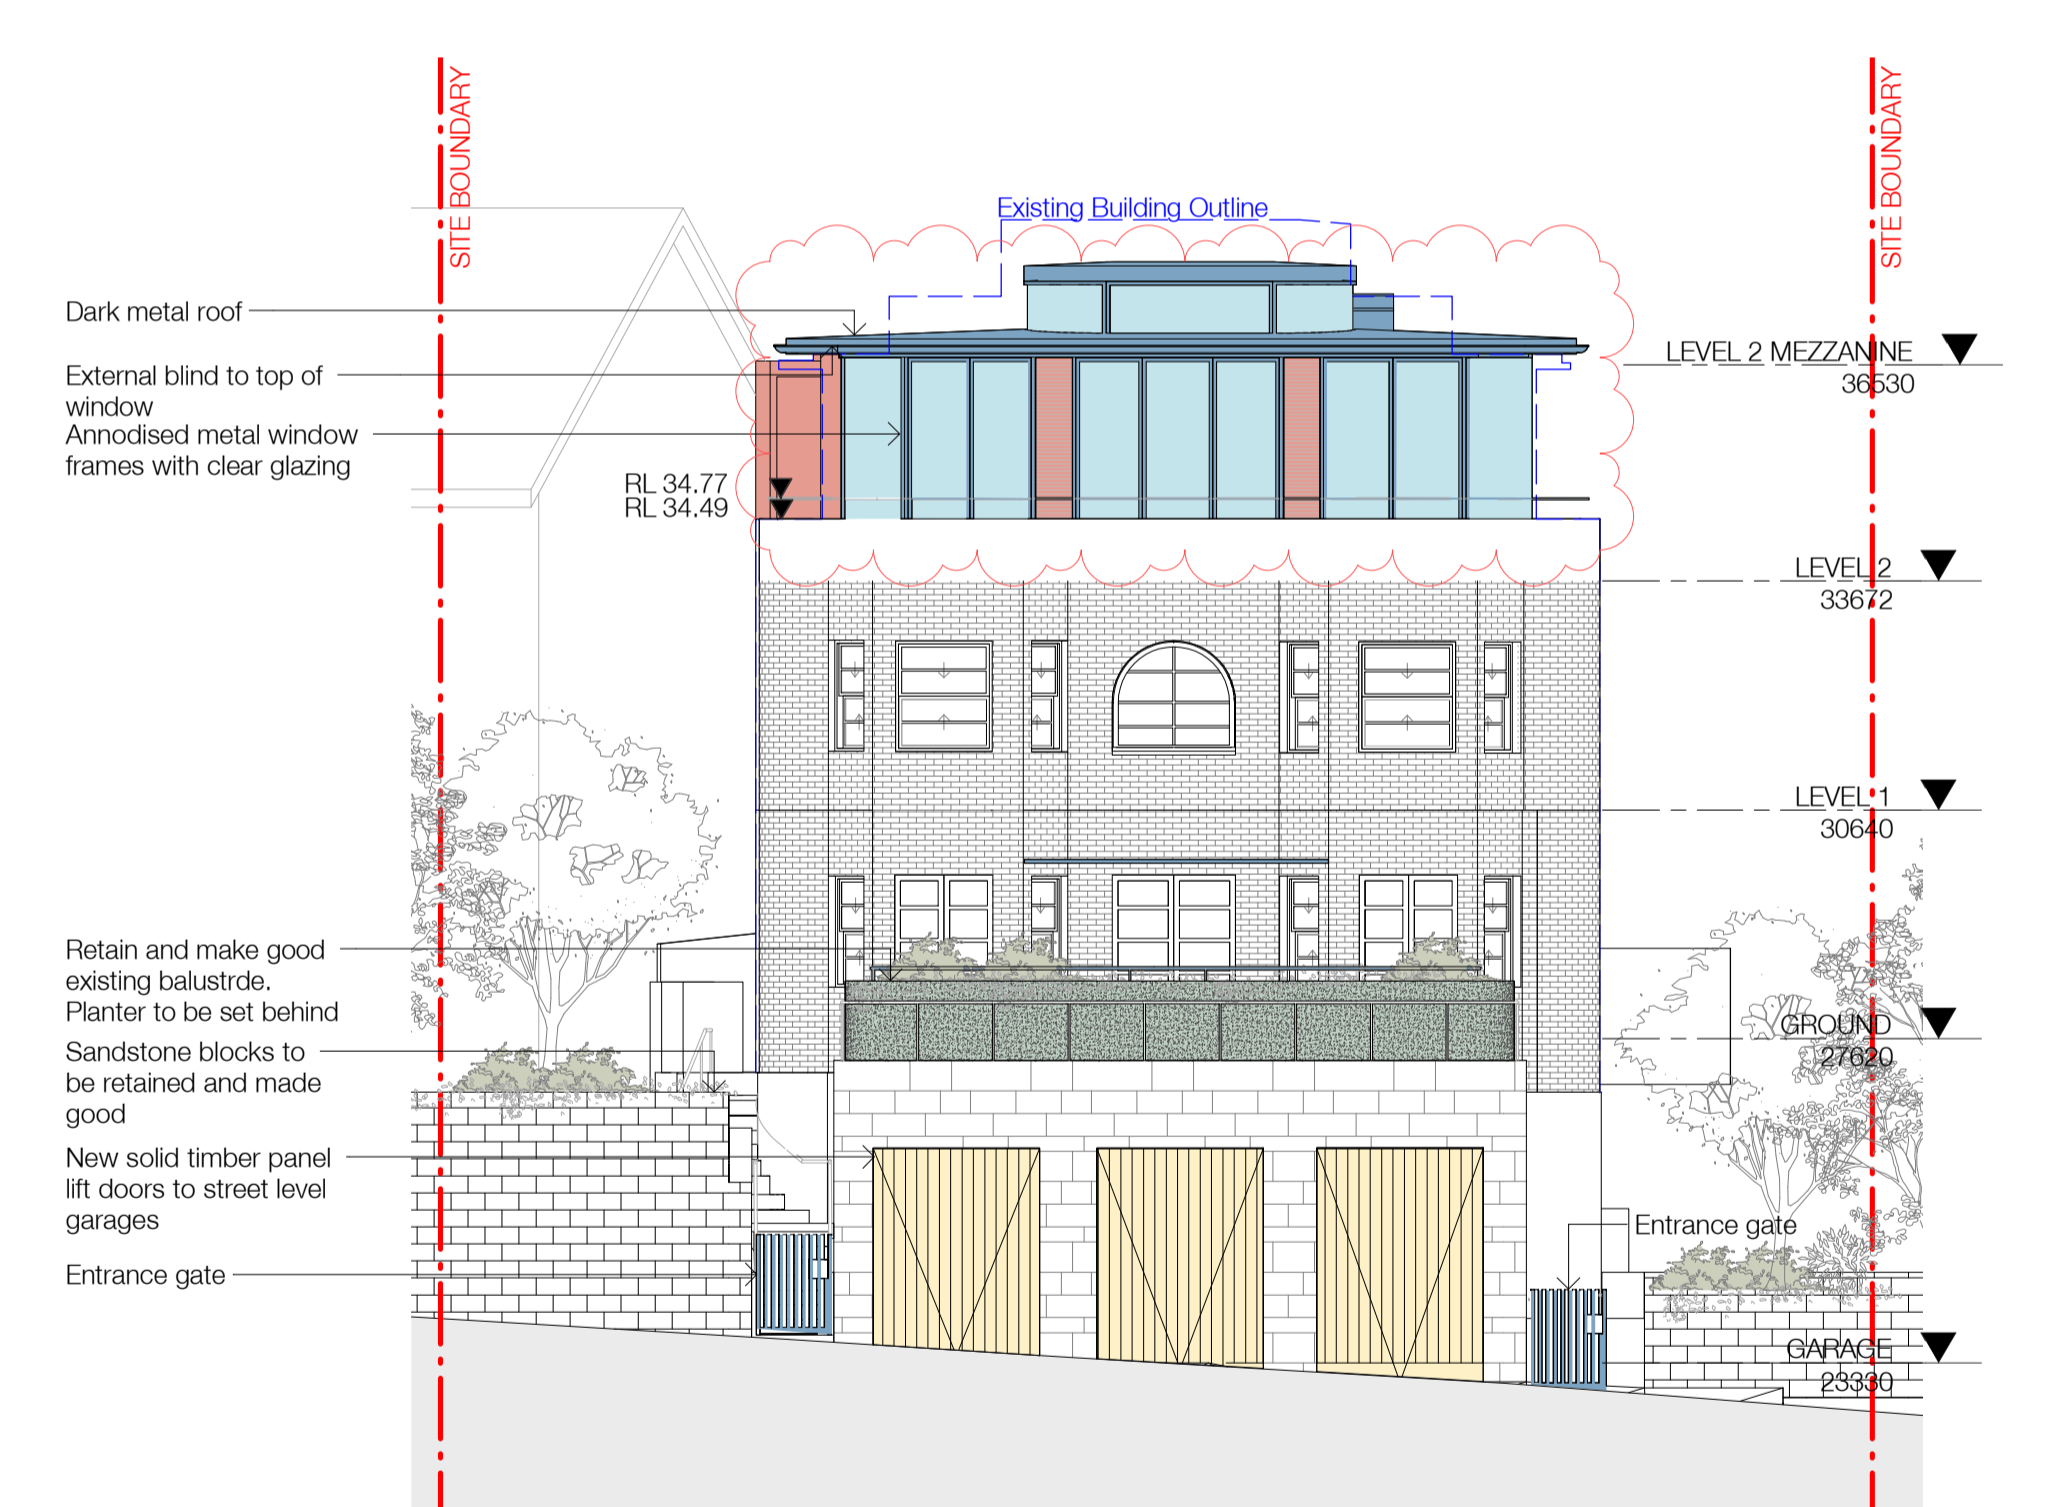 SITE BOUNDARY
SITE BOUNDARY
Existing Building Outline
Dark metal roof
External blind to top of
window
Annodised metal window
frames with clear glazing
RL 34.77
RL 34.49
LEVEL 2 MEZZANINE
36530
LEVEL 2
33672
LEVEL 1
30640
Retain and make good
existing balustrde.
Planter to be set behind
Sandstone blocks to
be retained and made
good
GROUND
27620
New solid timber panel
lift doors to street level
garages
Entrance gate
Entrance gate
GARAGE
23330